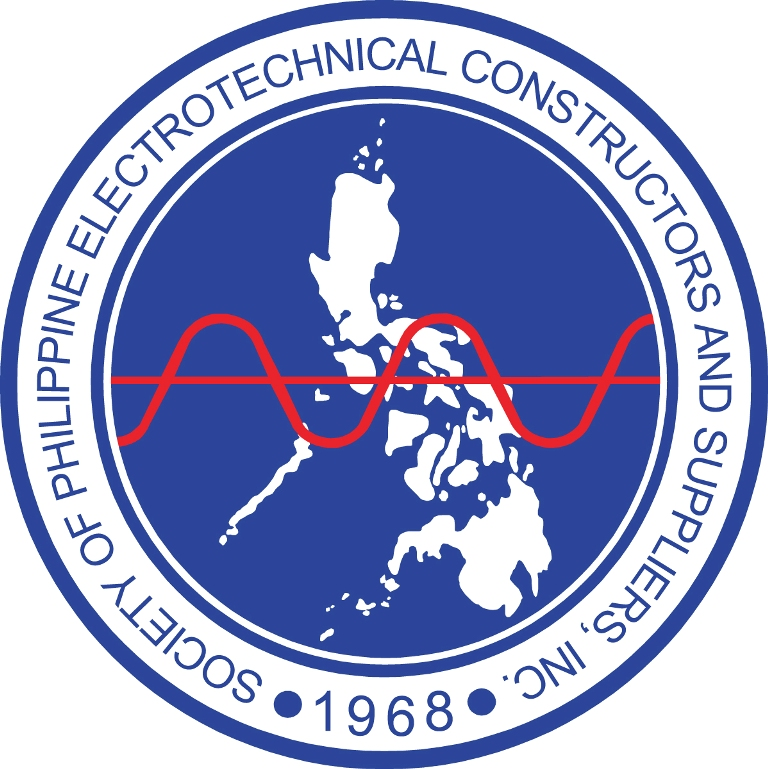 SOCIETY OF PHILIPPINE ELECTROTECHNICAL CONSTRUCTORS AND SUPPLIERS, INC.
1968